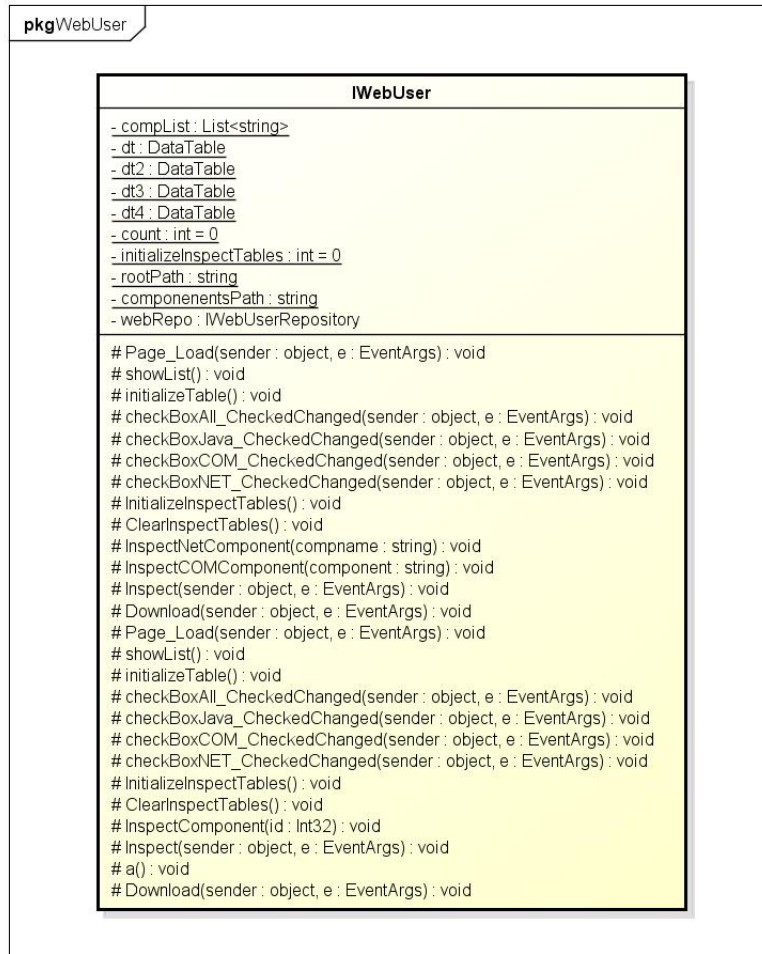 pkg WebUser
IWebUser
- compList : List<string>
- dt : DataTable
- dt2 : DataTable
- dt3 : DataTable
- dt4 : DataTable
- count : int = 0
- initializeInspectTables : int = 0
- rootPath : string
- componenentsPath : string
- webRepo : IWebUserRepository
# Page_Load(sender : object, e : EventArgs) : void
# showList() : void
# initializeTable() : void
# checkBoxAll_CheckedChanged(sender : object, e : EventArgs) : void
# checkBoxJava_CheckedChanged(sender : object, e : EventArgs) : void
# checkBoxCOM_CheckedChanged(sender : object, e : EventArgs) : void
# checkBoxNET_CheckedChanged(sender : object, e : EventArgs) : void
# InitializeInspectTables() : void
# ClearInspectTables() : void
# InspectNetComponent(compname : string) : void
# InspectCOMComponent(component : string) : void
# Inspect(sender : object, e : EventArgs) : void
# Download(sender : object, e : EventArgs) : void
# Page_Load(sender : object, e : EventArgs) : void
# showList() : void
# initializeTable() : void
# checkBoxAll_CheckedChanged(sender : object, e : EventArgs) : void
# checkBoxJava_CheckedChanged(sender : object, e : EventArgs) : void
# checkBoxCOM_CheckedChanged(sender : object, e : EventArgs) : void
# checkBoxNET_CheckedChanged(sender : object, e : EventArgs) : void
# InitializeInspectTables() : void
# ClearInspectTables() : void
# InspectComponent(id : Int32) : void
# Inspect(sender : object, e : EventArgs) : void
# a() : void
# Download(sender : object, e : EventArgs) : void